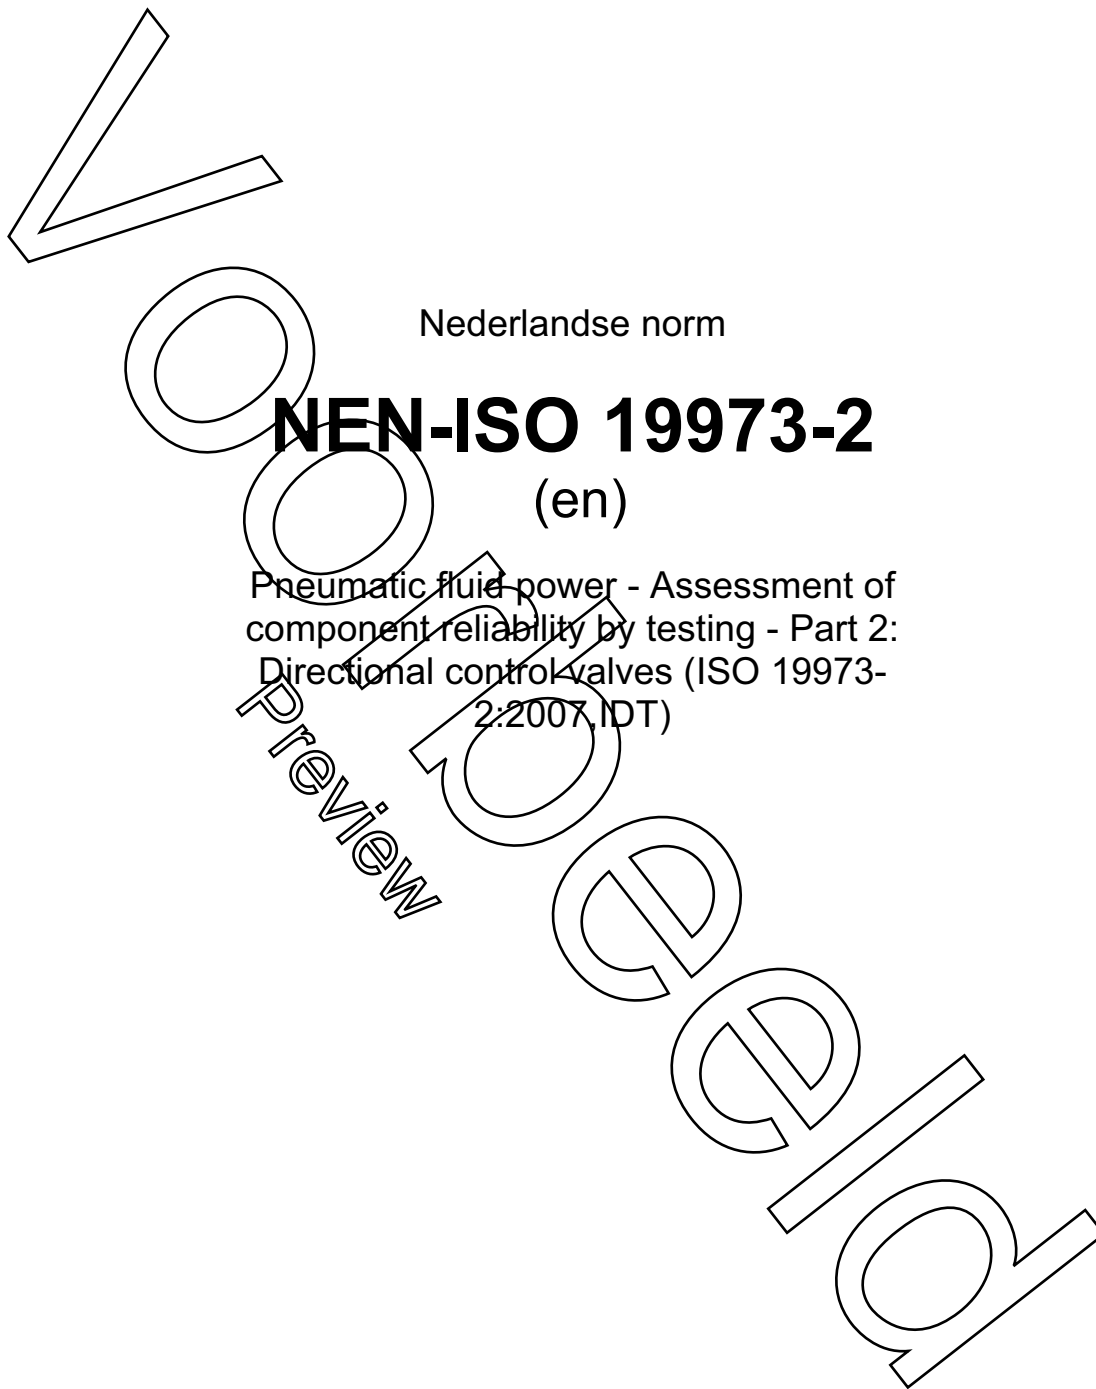 Nederlandse norm
NEN-ISO 19973-2
(en)
Pneumatic fluid power - Assessment of
component reliability by testing - Part 2:
Directional control valves (ISO 19973-
2:2007,IDT)
Voorbeeld
Preview